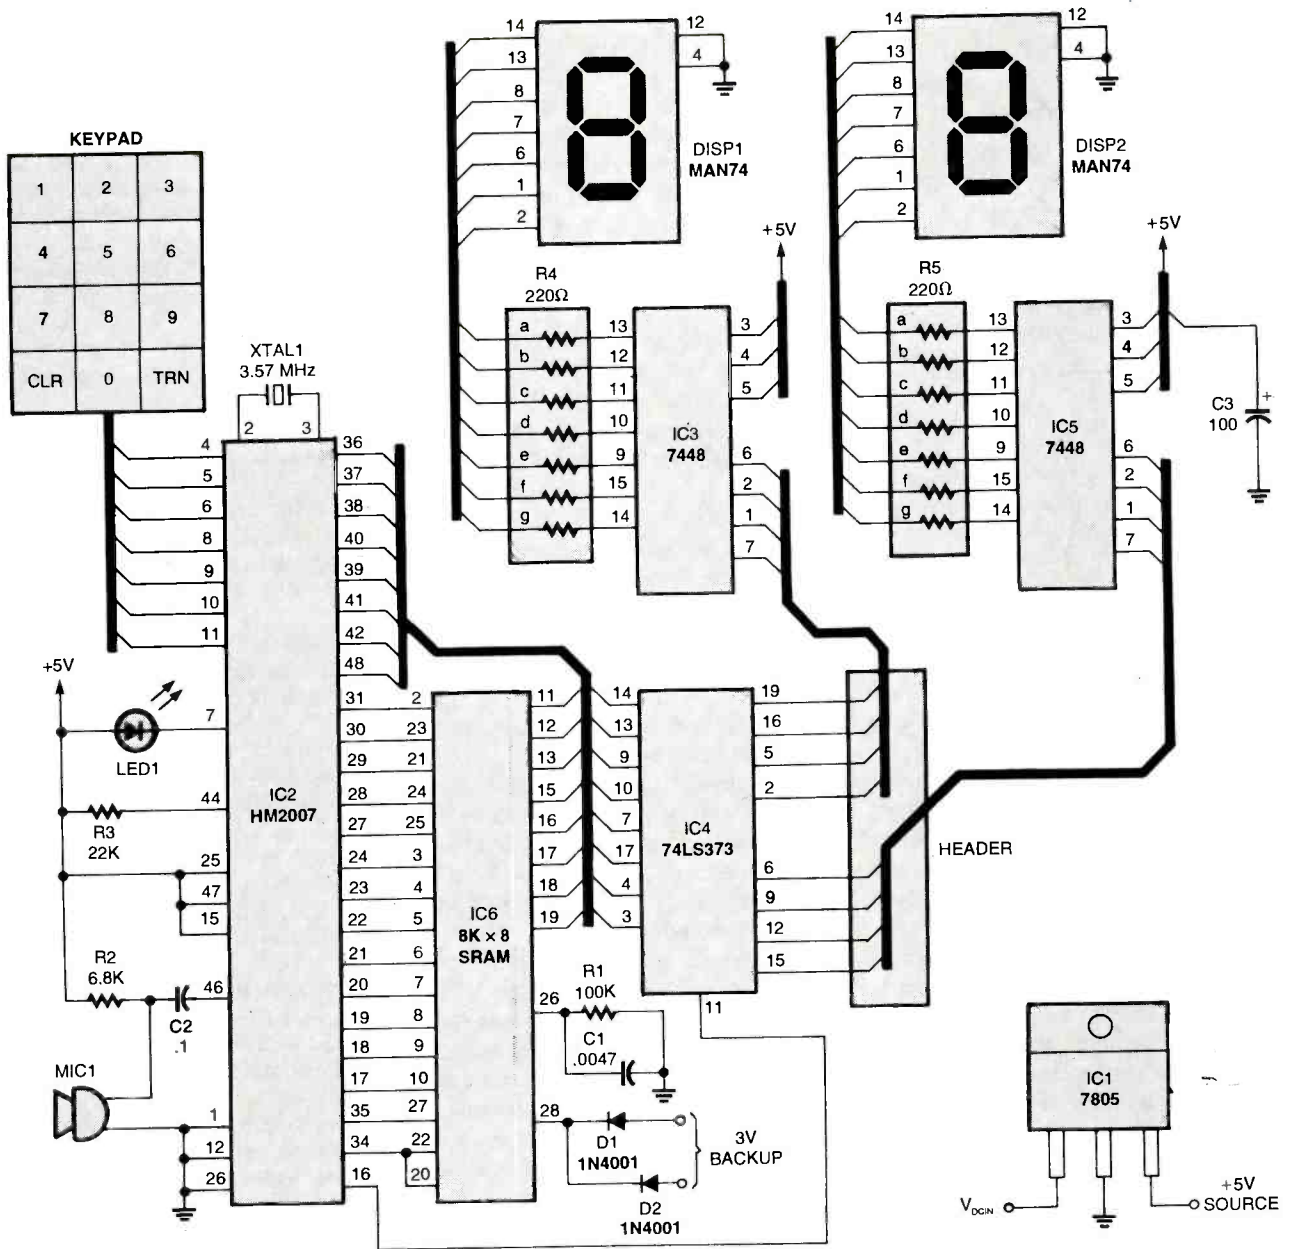 KEYPAD
1 2 3
4 5 6
7 8 9
CLR 0 TRN
XTAL1
3.57 MHz
2 3
4
5
6
8
9
10
11
+5V
LED1
7
R3
22K
44
25
47
15
R2
6.8K
C2
.1
46
MIC1
1
12
26
IC2
HM2007
36
37
38
40
39
41
42
48
31 2
30 23
29 21
28 24
27 25
24 3
23 4
22 5
21 6
20 7
19 8
18 9
17 10
35 27
34 22
20
16
IC6
8K × 8
SRAM
11
12
13
15
16
17
18
19
26
28
R1
100K
C1
.0047
D1
1N4001
D2
1N4001
3V
BACKUP
14
13
9
10
7
17
4
3
IC4
74LS373
19
16
5
2
6
9
12
15
11
HEADER
14
13
8
7
6
1
2
12
4
DISP1
MAN74
R4
220Ω
a 13
b 12
c 11
d 10
e 9
f 15
g 14
IC3
7448
+5V
3
4
5
6
2
1
7
14
13
8
7
6
1
2
12
4
DISP2
MAN74
R5
220Ω
a 13
b 12
c 11
d 10
e 9
f 15
g 14
IC5
7448
+5V
3
4
5
6
2
1
7
C3
100
+
IC1
7805
VDCIN
+5V
SOURCE